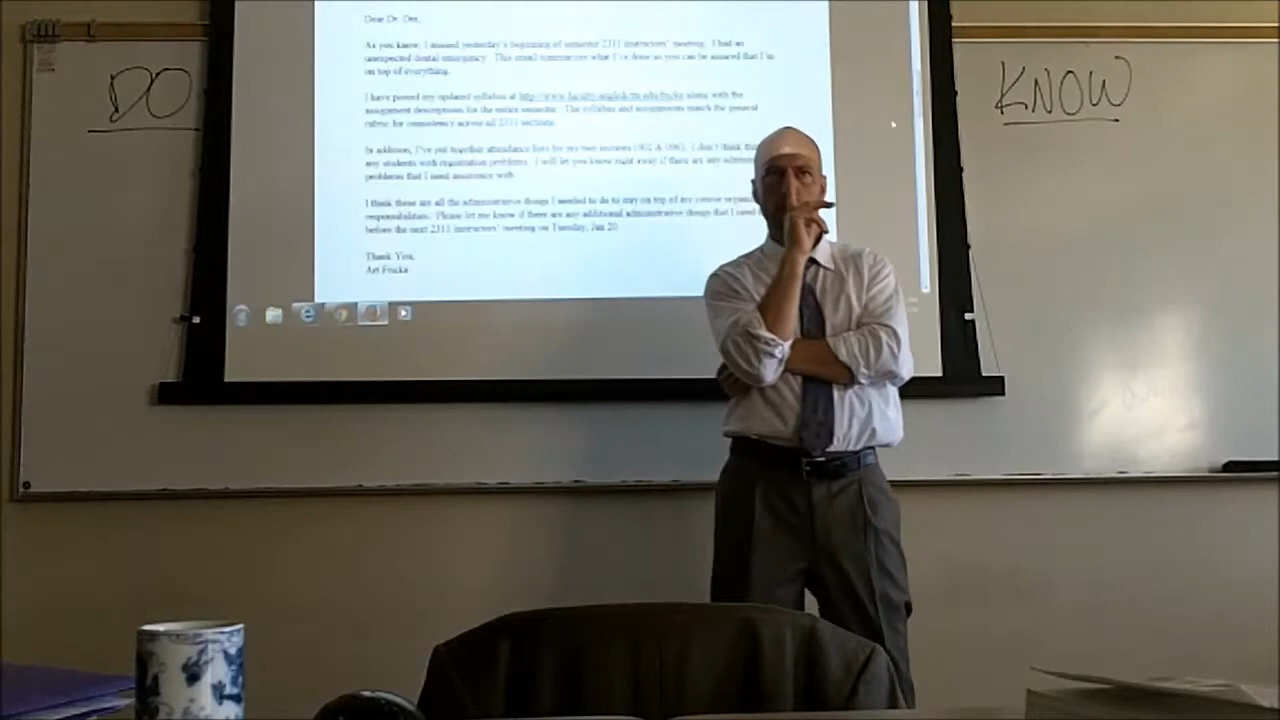 DO
KNOW
Dear Dr. Dex,
As you know, I missed yesterday's beginning of semester 2311 instructors' meeting. I had an
unexpected dental emergency. This email summarizes what I've done so you can be assured that I'm
on top of everything.
I have posted my updated syllabus at http://www.faculty.english.ttu.edu/fricke along with the
assignment descriptions for the entire semester. The syllabus and assignments match the general
rubric for consistency across all 2311 sections.
In addition, I've put together attendance lists for my two sections (002 & 006). I don't think
any students with registration problems. I will let you know right away if there are any
problems that I need assistance with.
I think these are all the administrative things I needed to do to stay on top of my course
responsibilities. Please let me know if there are any additional administrative things that I need
before the next 2311 instructors' meeting on Tuesday, Jan 20.
Thank You,
Art Fricke